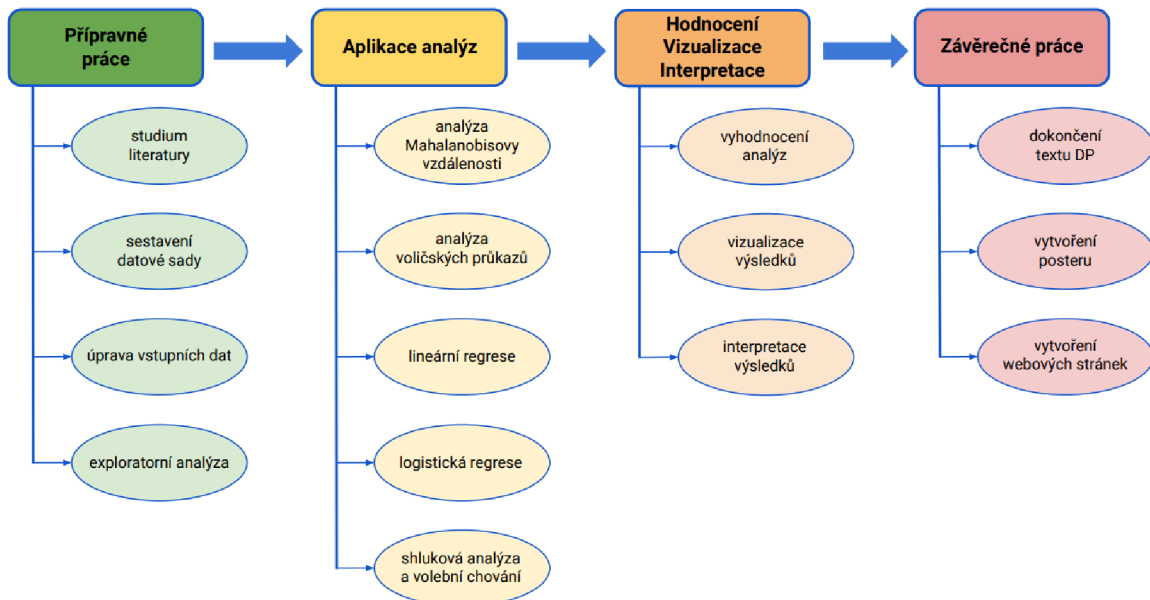 Přípravné
práce
Aplikace analýz
Hodnocení
Vizualizace
Interpretace
Závěrečné práce
studium
literatury
sestavení
datové sady
úprava vstupních dat
exploratorní analýza
analýza
Mahalanobisovy
vzdálenosti
analýza
voličských průkazů
lineární regrese
logistická regrese
shluková analýza
a volební chování
vyhodnocení
analýz
vizualizace
výsledků
interpretace
výsledků
dokončení
textu DP
vytvoření
posteru
vytvoření
webových stránek